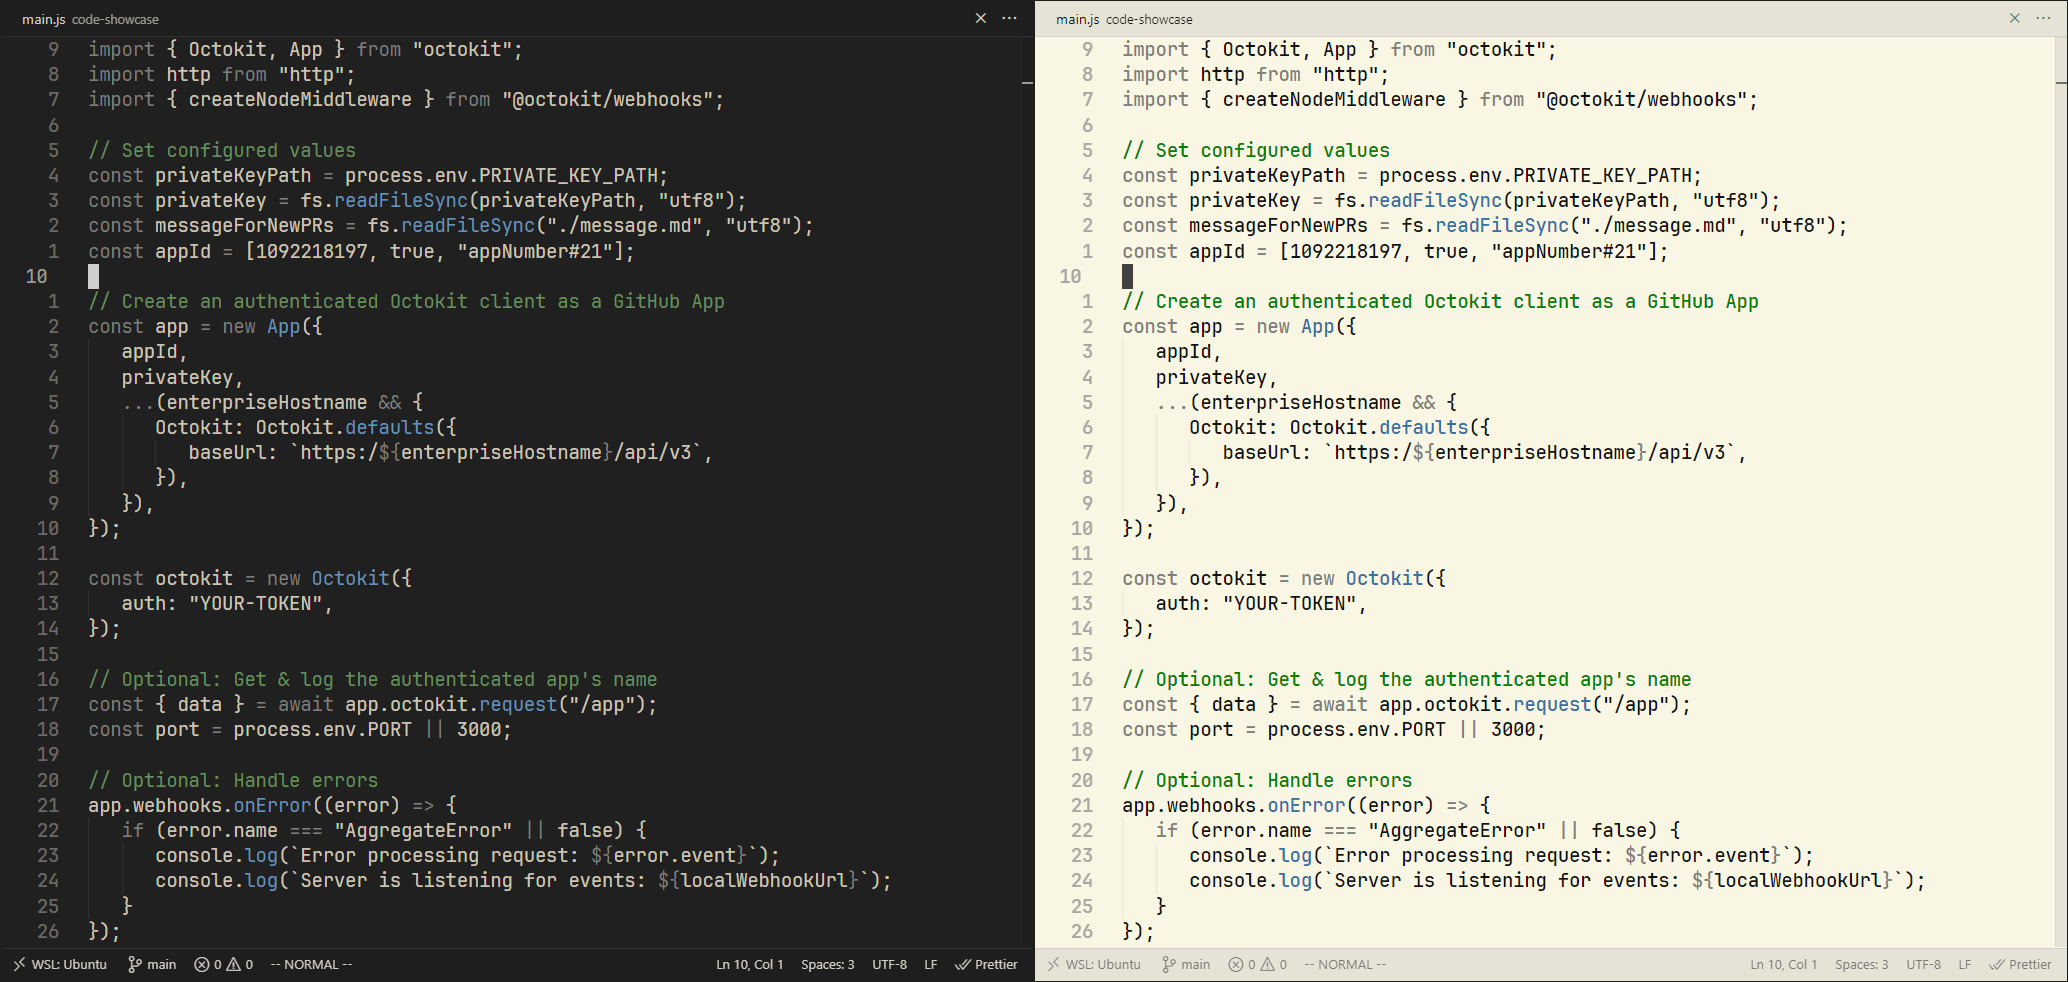 main.js code-showcase
9 import { Octokit, App } from "octokit";
8 import http from "http";
7 import { createNodeMiddleware } from "@octokit/webhooks";
6
5 // Set configured values
4 const privateKeyPath = process.env.PRIVATE_KEY_PATH;
3 const privateKey = fs.readFileSync(privateKeyPath, "utf8");
2 const messageForNewPRs = fs.readFileSync("./message.md", "utf8");
1 const appId = [1092218197, true, "appNumber#21"];
10
1 // Create an authenticated Octokit client as a GitHub App
2 const app = new App({
3 appId,
4 privateKey,
5 ...(enterpriseHostname && {
6 Octokit: Octokit.defaults({
7 baseUrl: `https:/${enterpriseHostname}/api/v3`,
8 }),
9 }),
10 });
11
12 const octokit = new Octokit({
13 auth: "YOUR-TOKEN",
14 });
15
16 // Optional: Get & log the authenticated app's name
17 const { data } = await app.octokit.request("/app");
18 const port = process.env.PORT || 3000;
19
20 // Optional: Handle errors
21 app.webhooks.onError((error) => {
22 if (error.name === "AggregateError" || false) {
23 console.log(`Error processing request: ${error.event}`);
24 console.log(`Server is listening for events: ${localWebhookUrl}`);
25 }
26 });
WSL: Ubuntu main 0 0 -- NORMAL -- Ln 10, Col 1 Spaces: 3 UTF-8 LF Prettier
main.js code-showcase
9 import { Octokit, App } from "octokit";
8 import http from "http";
7 import { createNodeMiddleware } from "@octokit/webhooks";
6
5 // Set configured values
4 const privateKeyPath = process.env.PRIVATE_KEY_PATH;
3 const privateKey = fs.readFileSync(privateKeyPath, "utf8");
2 const messageForNewPRs = fs.readFileSync("./message.md", "utf8");
1 const appId = [1092218197, true, "appNumber#21"];
10
1 // Create an authenticated Octokit client as a GitHub App
2 const app = new App({
3 appId,
4 privateKey,
5 ...(enterpriseHostname && {
6 Octokit: Octokit.defaults({
7 baseUrl: `https:/${enterpriseHostname}/api/v3`,
8 }),
9 }),
10 });
11
12 const octokit = new Octokit({
13 auth: "YOUR-TOKEN",
14 });
15
16 // Optional: Get & log the authenticated app's name
17 const { data } = await app.octokit.request("/app");
18 const port = process.env.PORT || 3000;
19
20 // Optional: Handle errors
21 app.webhooks.onError((error) => {
22 if (error.name === "AggregateError" || false) {
23 console.log(`Error processing request: ${error.event}`);
24 console.log(`Server is listening for events: ${localWebhookUrl}`);
25 }
26 });
WSL: Ubuntu main 0 0 -- NORMAL -- Ln 10, Col 1 Spaces: 3 UTF-8 LF Prettier